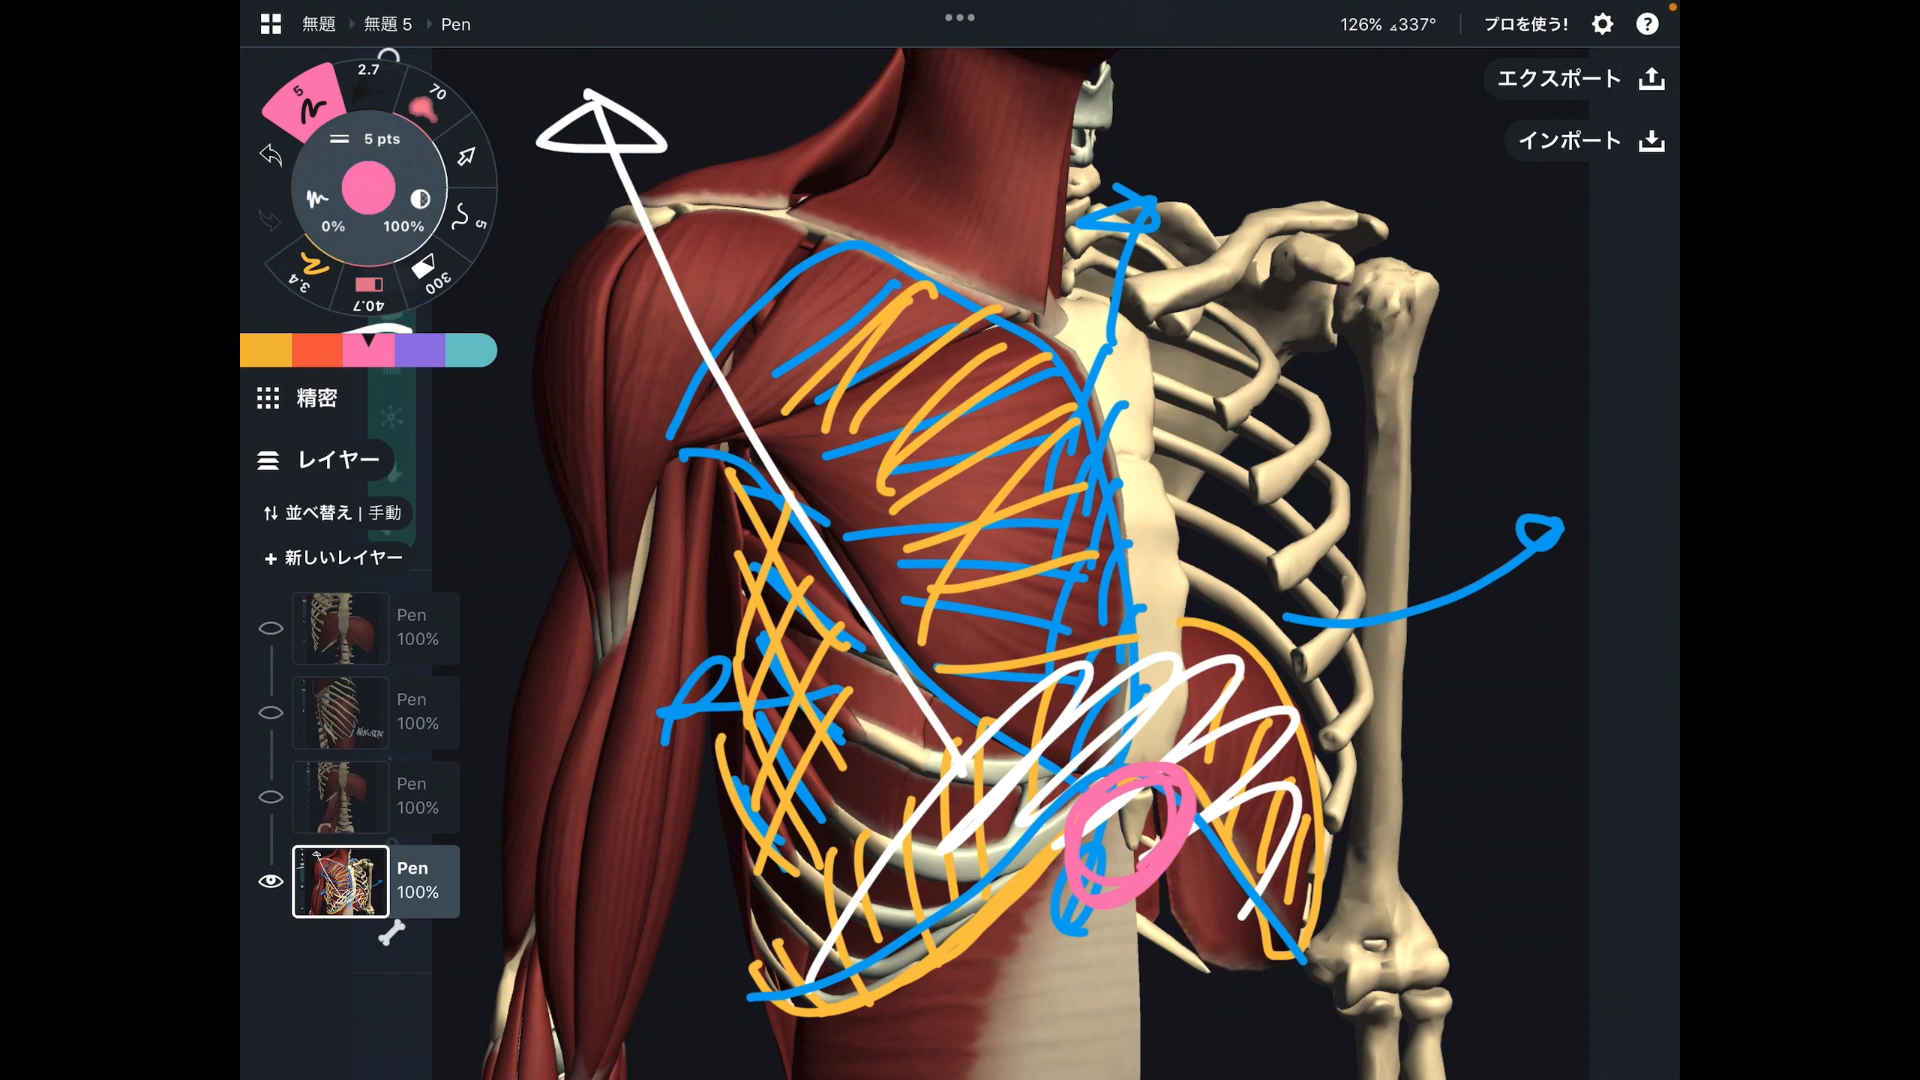 無題 無題 5 Pen
126% ⊿337°
プロを使う!
エクスポート
インポート
2.7
5
70
5 pts
5
0%
100%
3.4
40.7
300
精密
レイヤー
並べ替え | 手動
+ 新しいレイヤー
Pen
100%
Pen
100%
Pen
100%
Pen
100%